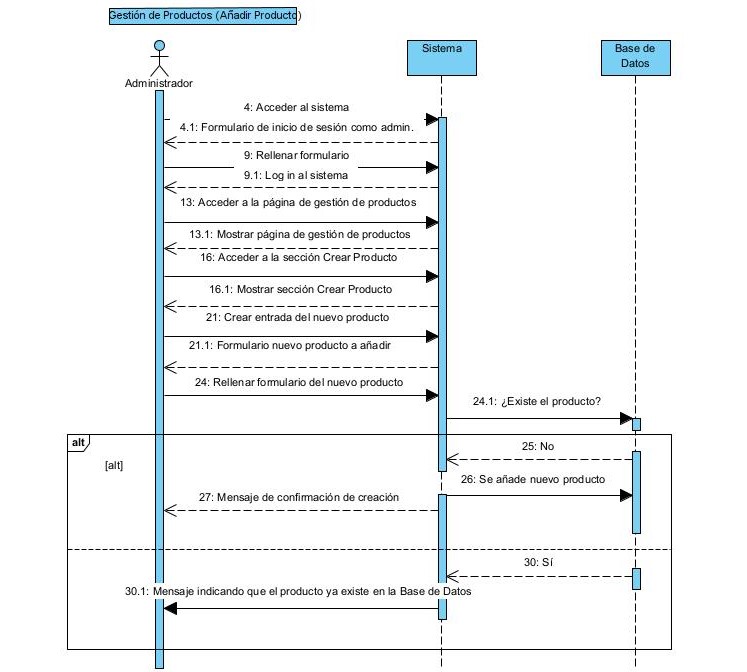 Gestión de Productos (Añadir Producto)
Administrador
Sistema
Base de
Datos
4: Acceder al sistema
4.1: Formulario de inicio de sesión como admin.
9: Rellenar formulario
9.1: Log in al sistema
13: Acceder a la página de gestión de productos
13.1: Mostrar página de gestión de productos
16: Acceder a la sección Crear Producto
16.1: Mostrar sección Crear Producto
21: Crear entrada del nuevo producto
21.1: Formulario nuevo producto a añadir
24: Rellenar formulario del nuevo producto
24.1: ¿Existe el producto?
alt
[alt]
25: No
26: Se añade nuevo producto
27: Mensaje de confirmación de creación
30: Sí
30.1: Mensaje indicando que el producto ya existe en la Base de Datos